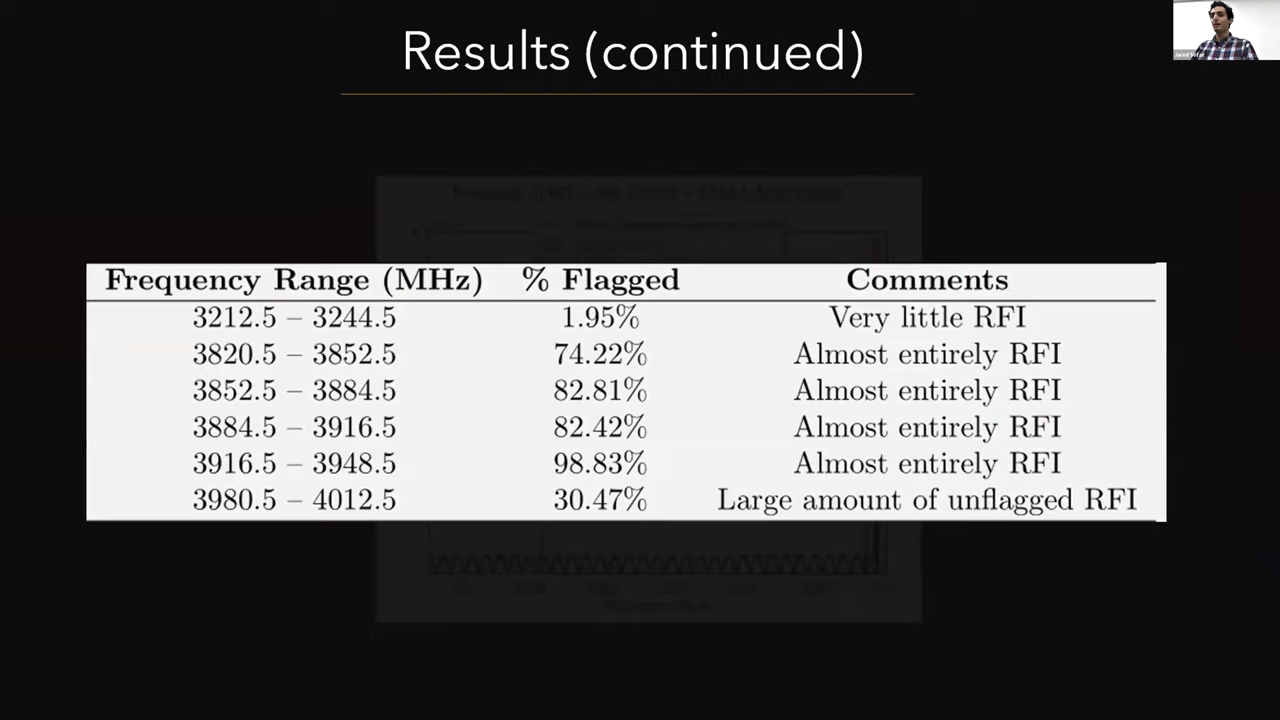 Results (continued)
Frequency Range (MHz) % Flagged Comments
3212.5 – 3244.5 1.95% Very little RFI
3820.5 – 3852.5 74.22% Almost entirely RFI
3852.5 – 3884.5 82.81% Almost entirely RFI
3884.5 – 3916.5 82.42% Almost entirely RFI
3916.5 – 3948.5 98.83% Almost entirely RFI
3980.5 – 4012.5 30.47% Large amount of unflagged RFI